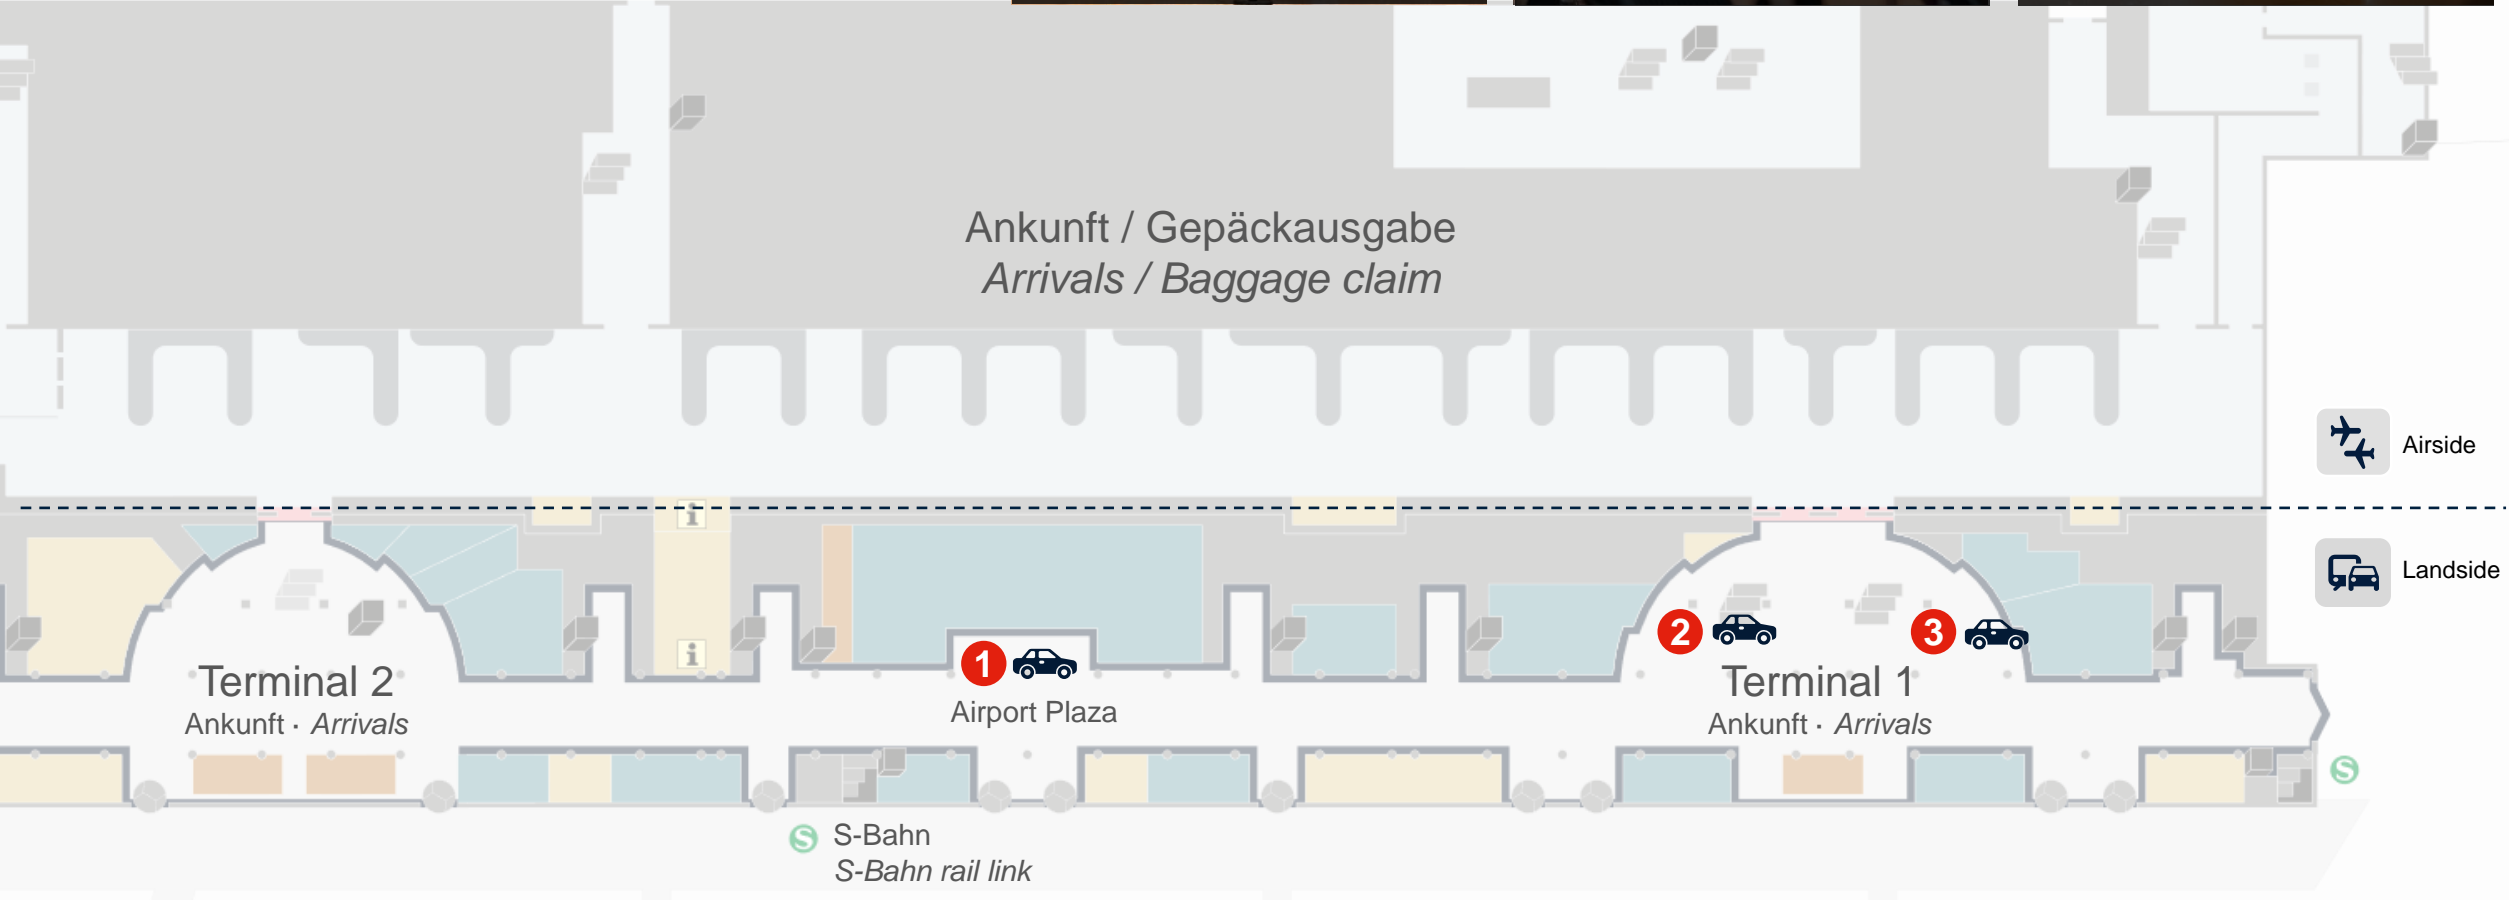 Ankunft / Gepäckausgabe
Arrivals / Baggage claim
Airside
i
Landside
i
2
3
1
Terminal 2
Ankunft · Arrivals
Airport Plaza
Terminal 1
Ankunft · Arrivals
S
S S-Bahn
S-Bahn rail link